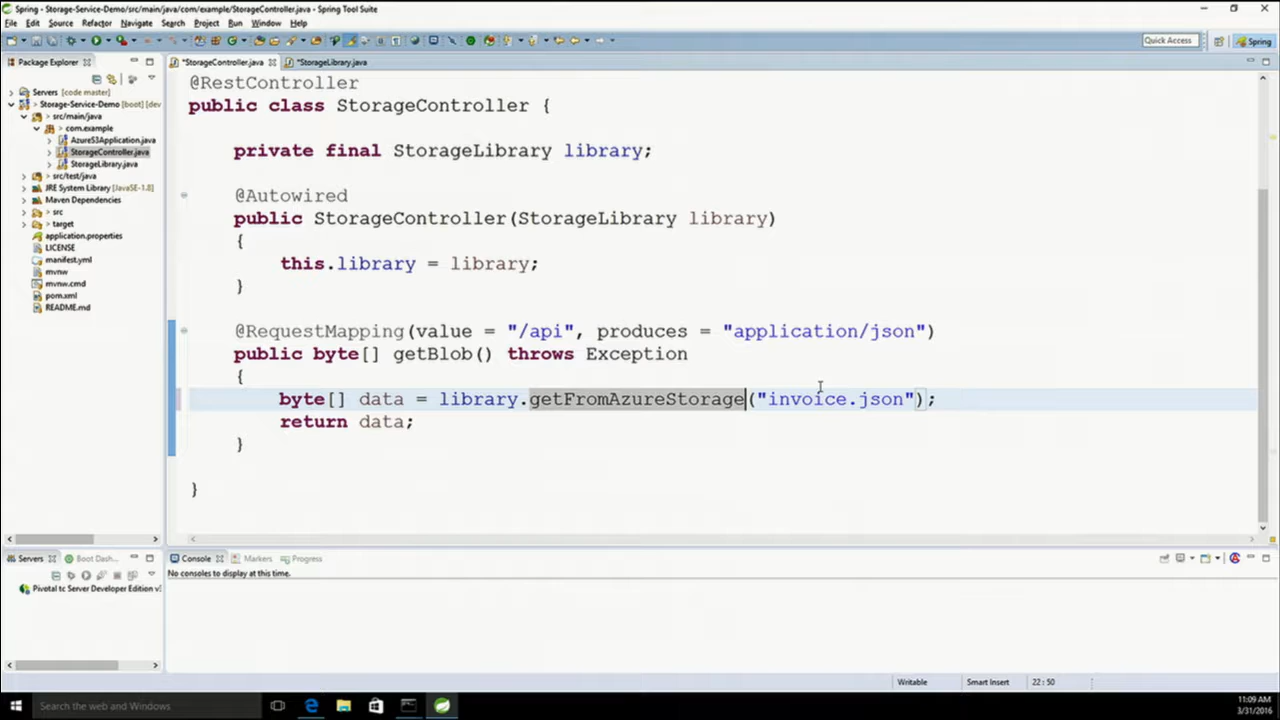 Spring - Storage-Service-Demo/src/main/java/com/example/StorageController.java - Spring Tool Suite
File Edit Source Refactor Navigate Search Project Run Window Help
Quick Access
Spring
Package Explorer
*StorageController.java
*StorageLibrary.java
Servers [code master]
Storage-Service-Demo [boot] [dev
src/main/java
com.example
AzureS3Application.java
StorageController.java
StorageLibrary.java
src/test/java
JRE System Library [JavaSE-1.8]
Maven Dependencies
src
target
application.properties
LICENSE
manifest.yml
mvnw
mvnw.cmd
pom.xml
README.md
@RestController
public class StorageController {
private final StorageLibrary library;
@Autowired
public StorageController(StorageLibrary library)
{
this.library = library;
}
@RequestMapping(value = "/api", produces = "application/json")
public byte[] getBlob() throws Exception
{
byte[] data = library.getFromAzureStorage("invoice.json");
return data;
}
}
Servers
Boot Dash...
Pivotal tc Server Developer Edition v3
Console
Markers
Progress
No consoles to display at this time.
Writable
Smart Insert
22 : 50
Search the web and Windows
11:09 AM
3/31/2016